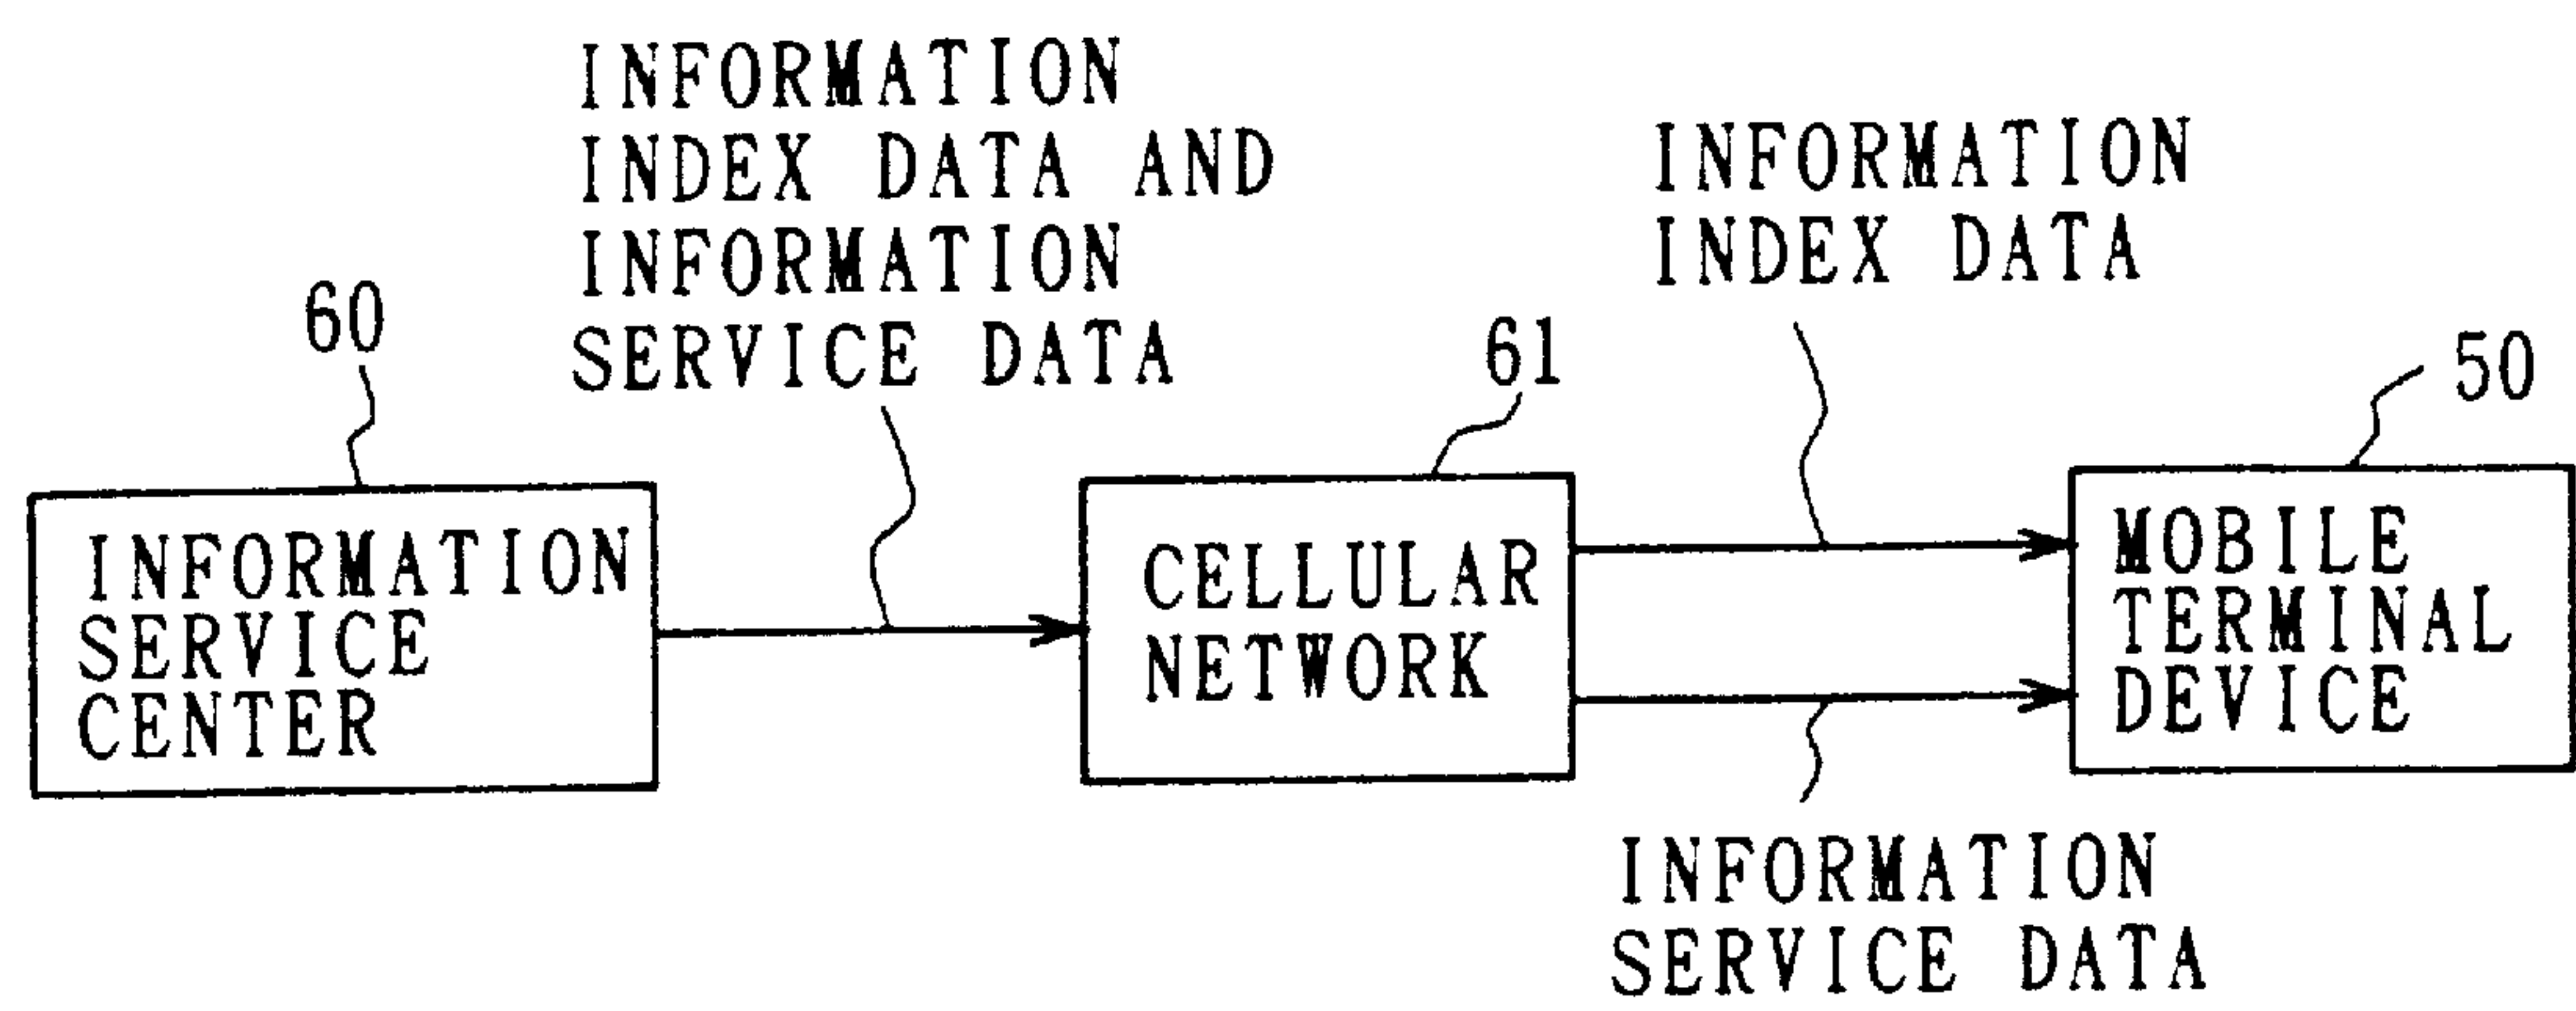 INFORMATION
INDEX DATA AND
INFORMATION
SERVICE DATA
INFORMATION
INDEX DATA
60
61
50
INFORMATION
SERVICE
CENTER
CELLULAR
NETWORK
MOBILE
TERMINAL
DEVICE
INFORMATION
SERVICE DATA